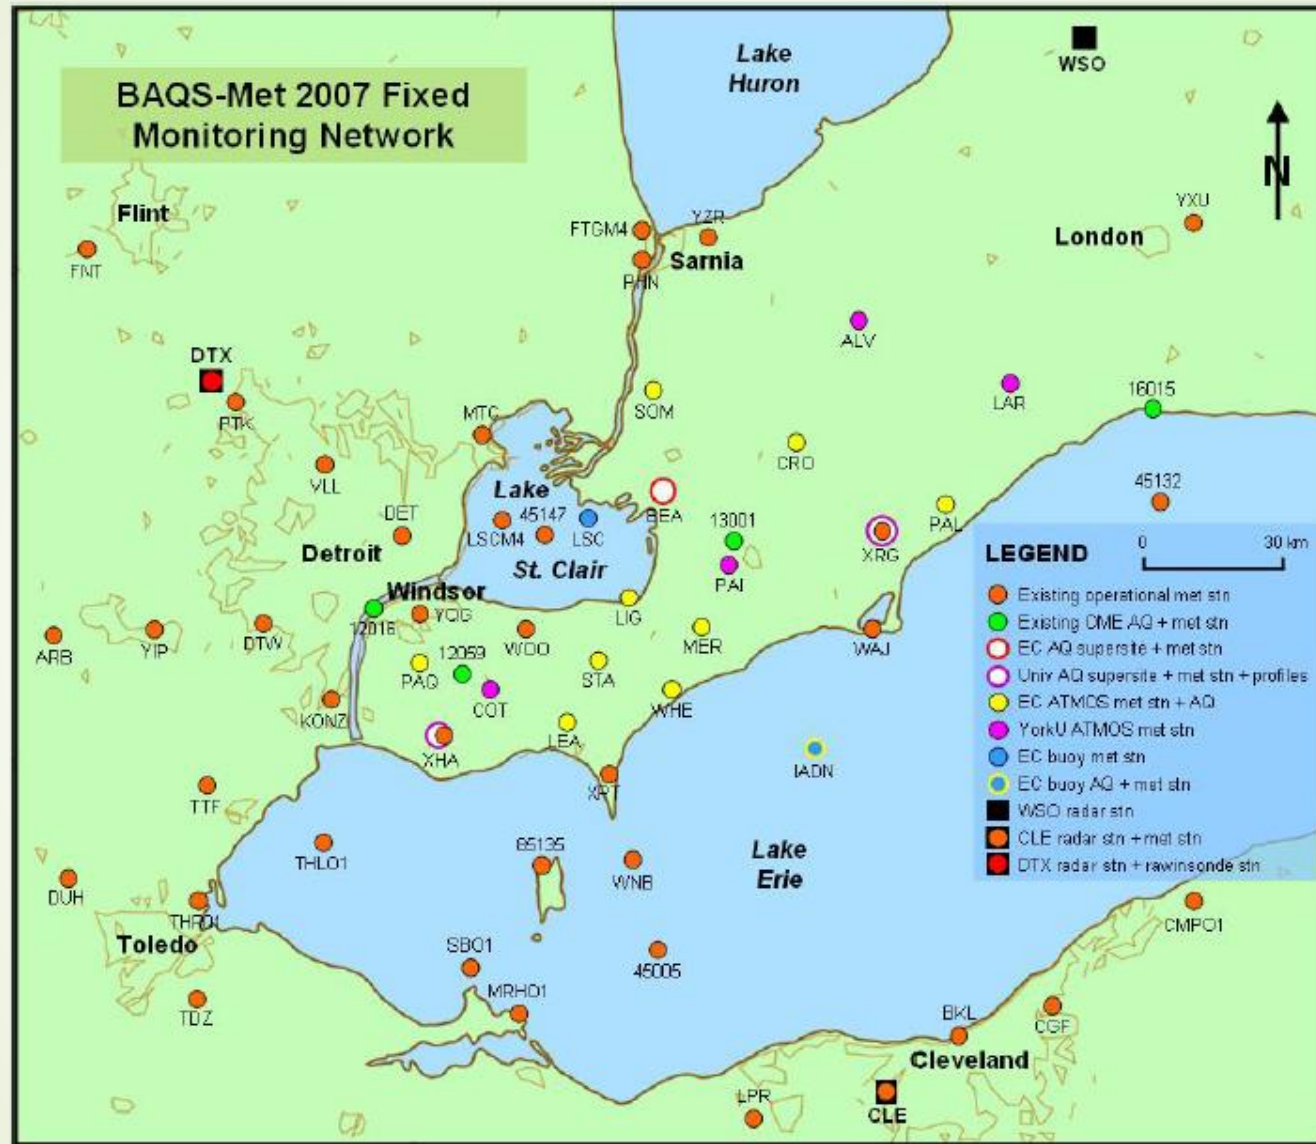 Lake
Huron
WSO
BAQS-Met 2007 Fixed
Monitoring Network
N
Flint
FNT
FTGM4
YZR
PHN
Sarnia
London
YXU
ALV
DTX
PTK
SOM
LAR
16015
MTC
CRO
VLL
Lake
St. Clair
45147
LSCM4
LSC
BEA
13001
PAI
XRG
PAL
45132
DET
Detroit
Windsor
12016
YQG
LIG
MER
WAJ
ARB
YIP
DTW
WOO
PAQ
12059
COT
STA
WHE
KONZ
XHA
LEA
XPT
IADN
TTF
THLO1
85135
WNB
Lake
Erie
DUH
THRO1
Toledo
TDZ
SBO1
MRHO1
45005
CMPO1
BKL
CGF
Cleveland
LPR
CLE
LEGEND
0 30 km
Existing operational met stn
Existing OME AQ + met stn
EC AQ supersite + met stn
Univ AQ supersite + met stn + profiles
EC ATMOS met stn + AQ
YorkU ATMOS met stn
EC buoy met stn
EC buoy AQ + met stn
WSO radar stn
CLE radar stn + met stn
DTX radar stn + rawinsonde stn